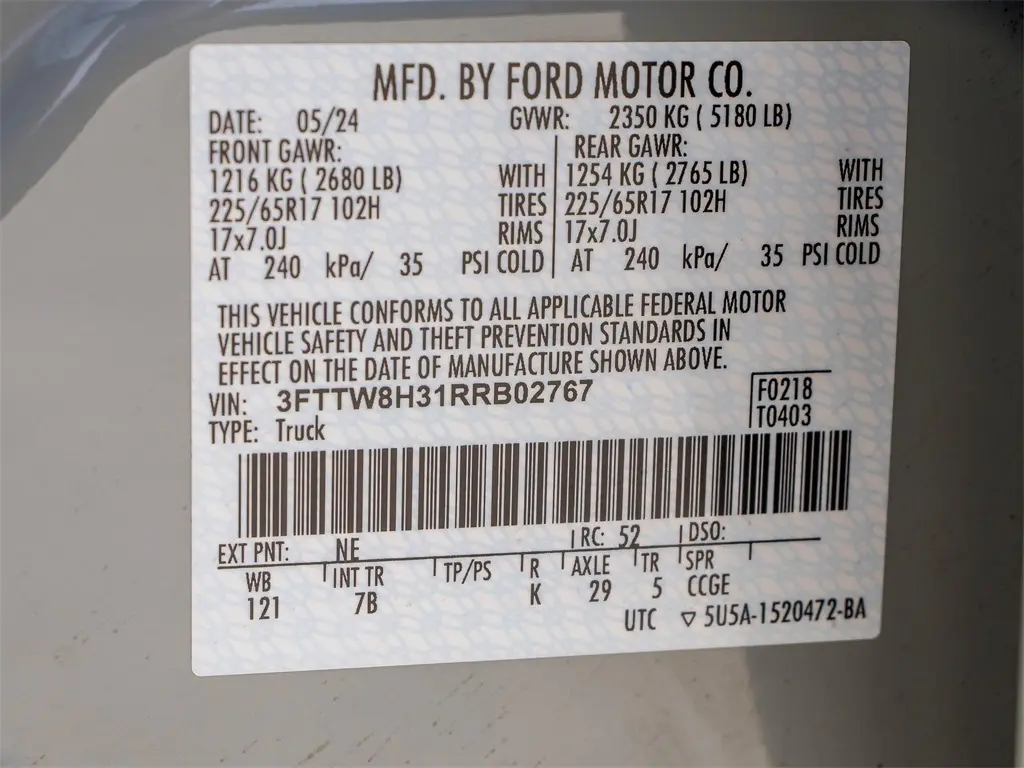 MFD. BY FORD MOTOR CO.
DATE: 05/24 GVWR: 2350 KG ( 5180 LB)
FRONT GAWR: REAR GAWR:
1216 KG ( 2680 LB) WITH 1254 KG ( 2765 LB) WITH
225/65R17 102H TIRES 225/65R17 102H TIRES
17x7.0J RIMS 17x7.0J RIMS
AT 240 kPa/ 35 PSI COLD AT 240 kPa/ 35 PSI COLD
THIS VEHICLE CONFORMS TO ALL APPLICABLE FEDERAL MOTOR
VEHICLE SAFETY AND THEFT PREVENTION STANDARDS IN
EFFECT ON THE DATE OF MANUFACTURE SHOWN ABOVE.
VIN: 3FTTW8H31RRB02767 F0218
TYPE: Truck T0403
EXT PNT: NE RC: 52 DSO:
WB INT TR TP/PS R AXLE TR SPR
121 7B K 29 5 CCGE
UTC ▽ 5U5A-1520472-BA